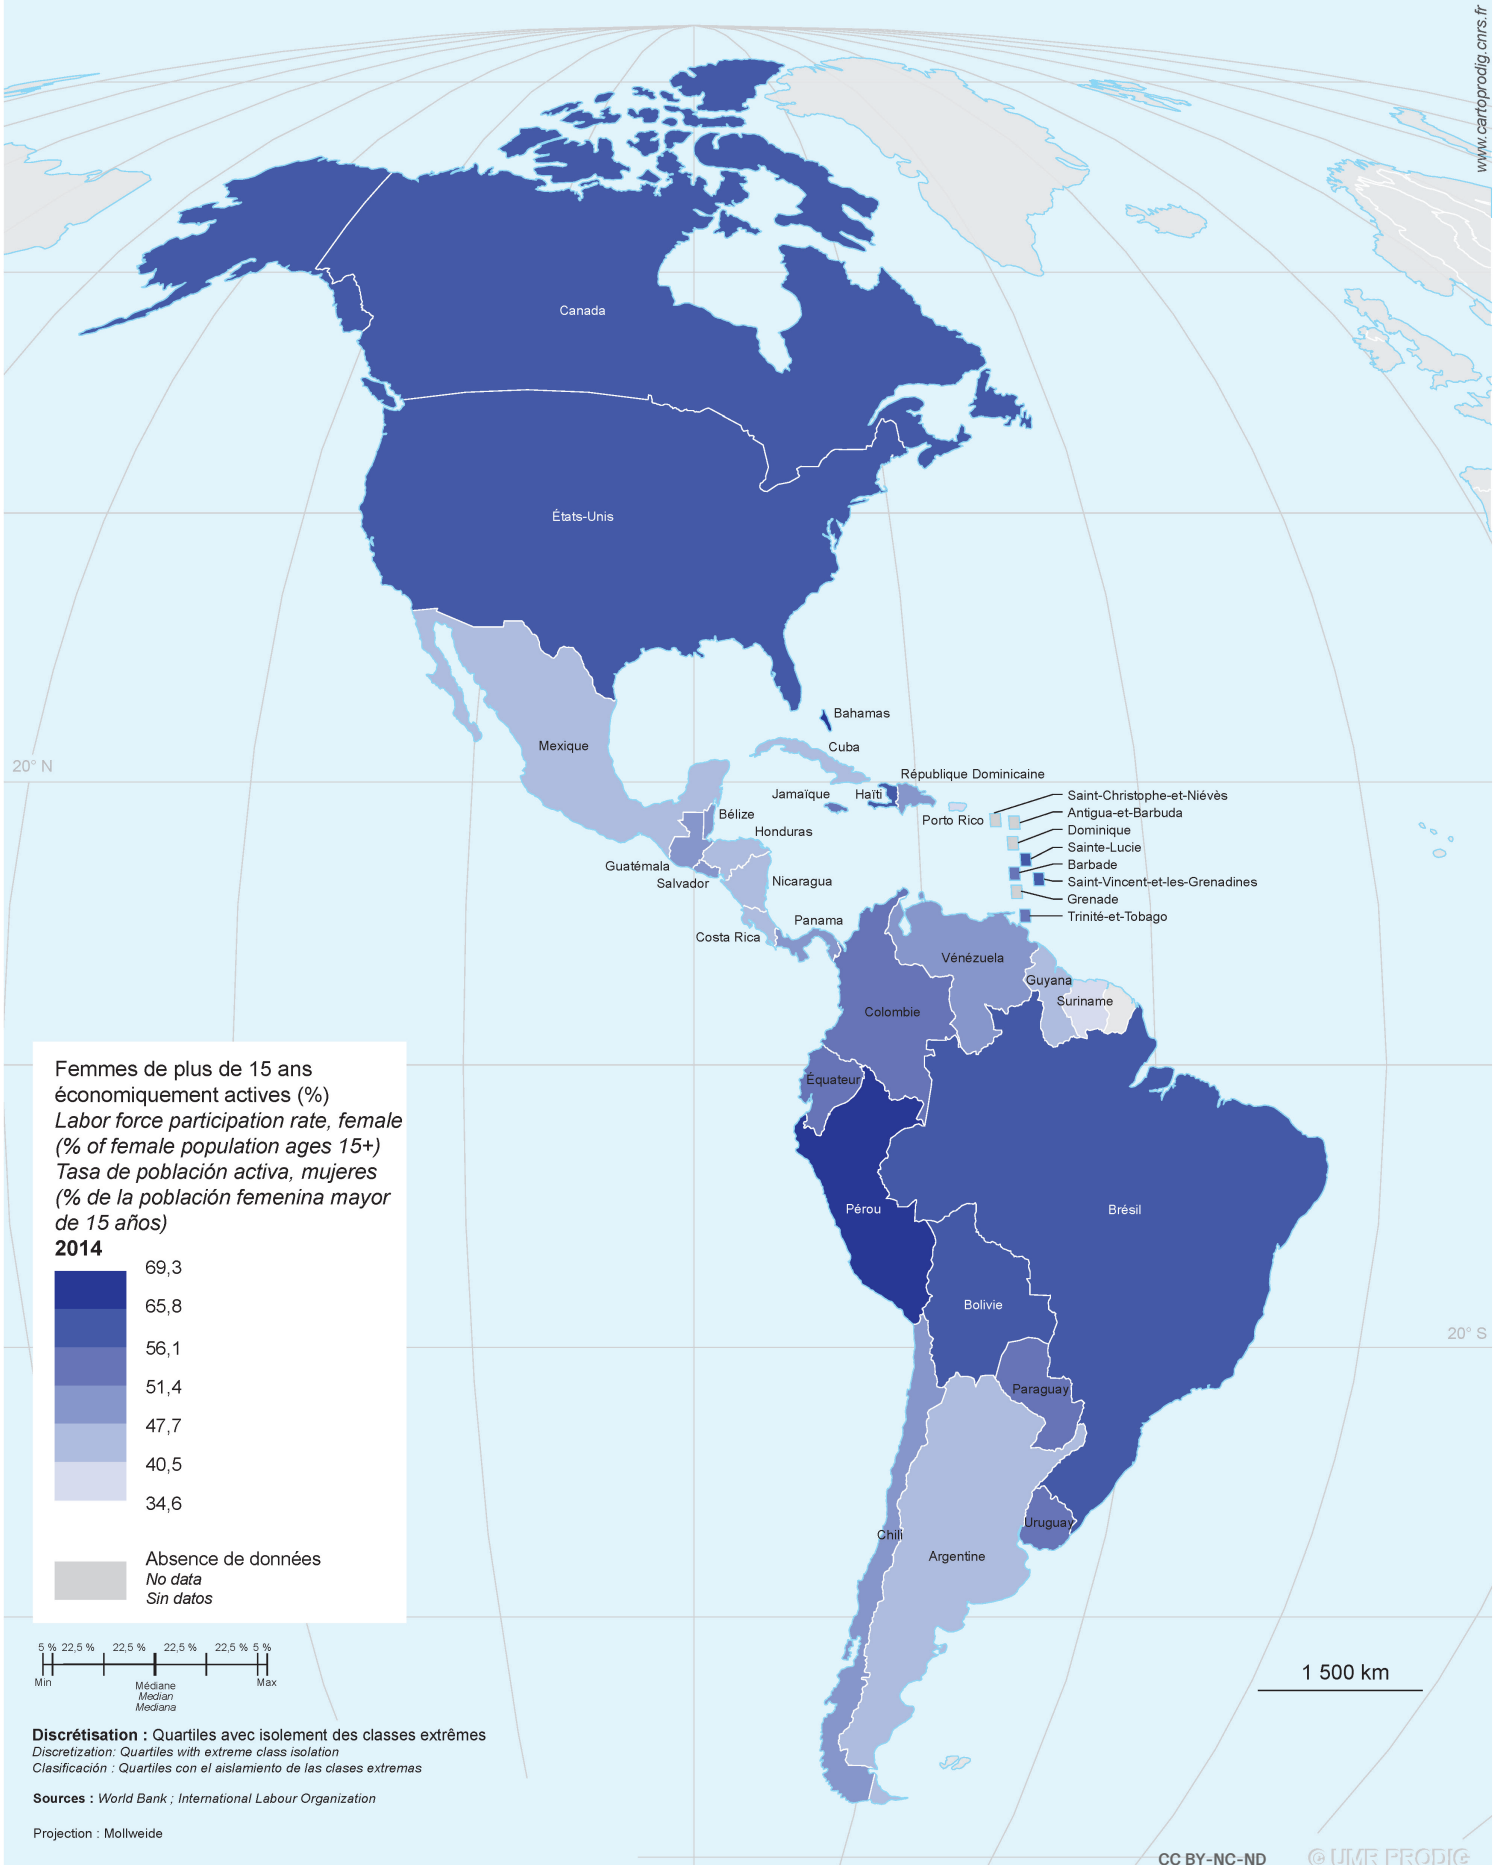 www.cartoprodig.cnrs.fr
Canada
États-Unis
Bahamas
Mexique
Cuba
20° N
République Dominicaine
Jamaïque
Haïti
Saint-Christophe-et-Niévès
Antigua-et-Barbuda
Bélize
Porto Rico
Honduras
Dominique
Sainte-Lucie
Guatémala
Barbade
Salvador
Nicaragua
Saint-Vincent-et-les-Grenadines
Grenade
Panama
Trinité-et-Tobago
Costa Rica
Vénézuela
Guyana
Suriname
Colombie
Équateur
Pérou
Brésil
Bolivie
20° S
Paraguay
Uruguay
Chili
Argentine
Femmes de plus de 15 ans
économiquement actives (%)
Labor force participation rate, female
(% of female population ages 15+)
Tasa de población activa, mujeres
(% de la población femenina mayor
de 15 años)
2014
69,3
65,8
56,1
51,4
47,7
40,5
34,6
Absence de données
No data
Sin datos
5 % 22,5 % 22,5 % 22,5 % 22,5 % 5 %
Min Max
Médiane
Median
Mediana
1 500 km
Discrétisation : Quartiles avec isolement des classes extrêmes
Discretization: Quartiles with extreme class isolation
Clasificación : Quartiles con el aislamiento de las clases extremas
Sources : World Bank ; International Labour Organization
Projection : Mollweide
CC BY-NC-ND © UMR PRODIG